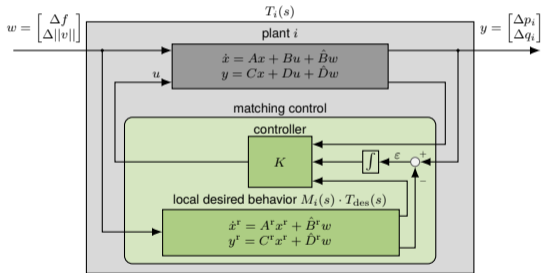 T_i(s)
w = [Δf Δ||v||]
y = [Δp_i Δq_i]
plant i
ẋ = Ax + Bu + B̂w
y = Cx + Du + D̂w
u
matching control
controller
K
∫
ε
+
−
local desired behavior M_i(s) · T_des(s)
ẋ^r = A^r x^r + B̂^r w
y^r = C^r x^r + D̂^r w